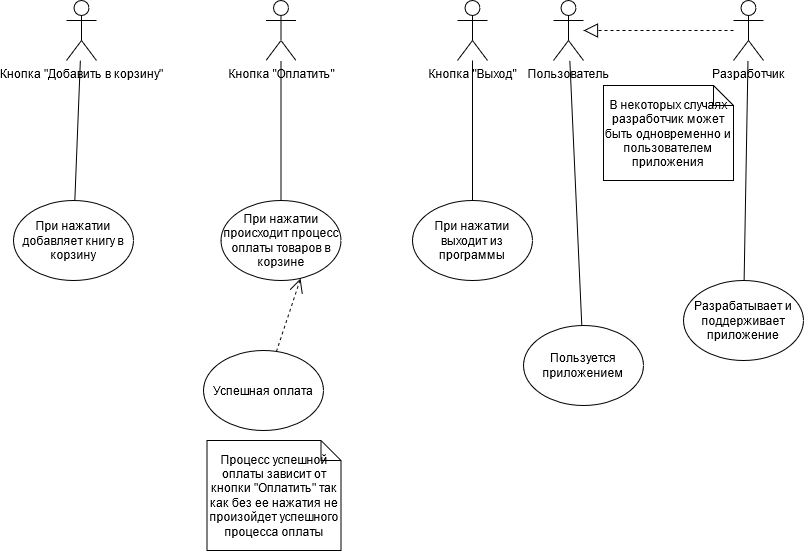 Кнопка "Добавить в корзину"
Кнопка "Оплатить"
Кнопка "Выход"
Пользователь
Разработчик
В некоторых случалх
разработчик может
быть одновременно и
пользователем
приложения
При нажатии
добавляет книгу в
корзину
При нажатии
происходит процесс
оплаты товаров в
корзине
При нажатии
выходит из
программы
Разрабатывает и
поддерживает
приложение
Пользуется
приложением
Успешная оплата
Процесс успешной
оплаты зависит от
кнопки "Оплатить" так
как без ее нажатия не
произойдет успешного
процесса оплаты